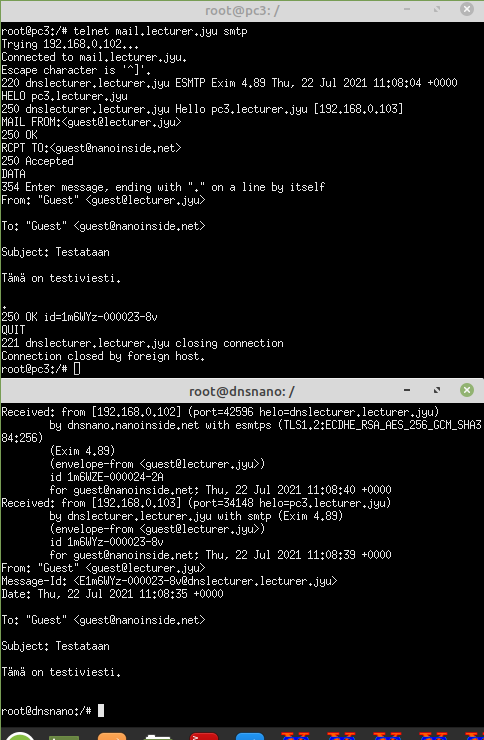 root@pc3: /
root@pc3:/# telnet mail.lecturer.jyu smtp
Trying 192.168.0.102...
Connected to mail.lecturer.jyu.
Escape character is '^]'.
220 dnslecturer.lecturer.jyu ESMTP Exim 4.89 Thu, 22 Jul 2021 11:08:04 +0000
HELO pc3.lecturer.jyu
250 dnslecturer.lecturer.jyu Hello pc3.lecturer.jyu [192.168.0.103]
MAIL FROM:<guest@lecturer.jyu>
250 OK
RCPT TO:<guest@nanoinside.net>
250 Accepted
DATA
354 Enter message, ending with "." on a line by itself
From: "Guest" <guest@lecturer.jyu>
To: "Guest" <guest@nanoinside.net>
Subject: Testataan
Tämä on testiviesti.
.
250 OK id=1m6WYz-000023-8v
QUIT
221 dnslecturer.lecturer.jyu closing connection
Connection closed by foreign host.
root@pc3:/#
root@dnsnano: /
Received: from [192.168.0.102] (port=42596 helo=dnslecturer.lecturer.jyu)
by dnsnano.nanoinside.net with esmtps (TLS1.2:ECDHE_RSA_AES_256_GCM_SHA3
84:256)
(Exim 4.89)
(envelope-from <guest@lecturer.jyu>)
id 1m6WZE-000024-2A
for guest@nanoinside.net; Thu, 22 Jul 2021 11:08:40 +0000
Received: from [192.168.0.103] (port=34148 helo=pc3.lecturer.jyu)
by dnslecturer.lecturer.jyu with smtp (Exim 4.89)
(envelope-from <guest@lecturer.jyu>)
id 1m6WYz-000023-8v
for guest@nanoinside.net; Thu, 22 Jul 2021 11:08:39 +0000
From: "Guest" <guest@lecturer.jyu>
Message-Id: <E1m6WYz-000023-8v@dnslecturer.lecturer.jyu>
Date: Thu, 22 Jul 2021 11:08:35 +0000
To: "Guest" <guest@nanoinside.net>
Subject: Testataan
Tämä on testiviesti.
root@dnsnano:/#